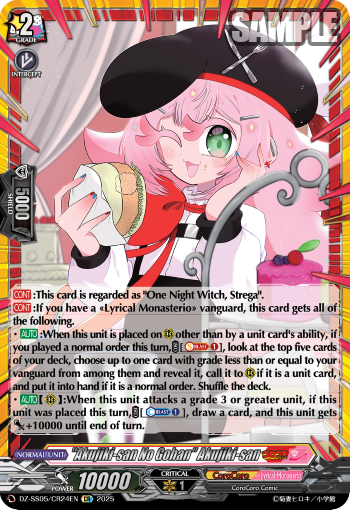 SAMPLE
2
GRADE
INTERCEPT
5000
SHIELD
CONT:This card is regarded as "One Night Witch, Strega".
CONT:If you have a «Lyrical Monasterio» vanguard, this card gets all of
the following.
・AUTO:When this unit is placed on other than by a unit card's ability, if
you played a normal order this turn,[SOUL BLAST 1], look at the top five cards
of your deck, choose up to one card with grade less than or equal to your
vanguard from among them and reveal it, call it to if it is a unit card,
and put it into hand if it is a normal order. Shuffle the deck.
・AUTO[ ]:When this unit attacks a grade 3 or greater unit, if this
unit was placed this turn,[COUNTER BLAST 1], draw a card, and this unit gets
+10000 until end of turn.
NORMAL UNIT
"Akujiki-san No Gohan" Akujiki-san
POWER 10000
CRITICAL
1
CoroCoro
Lyrical Monasterio
CoroCoro Comic
DZ-SS05/CR24EN
2025